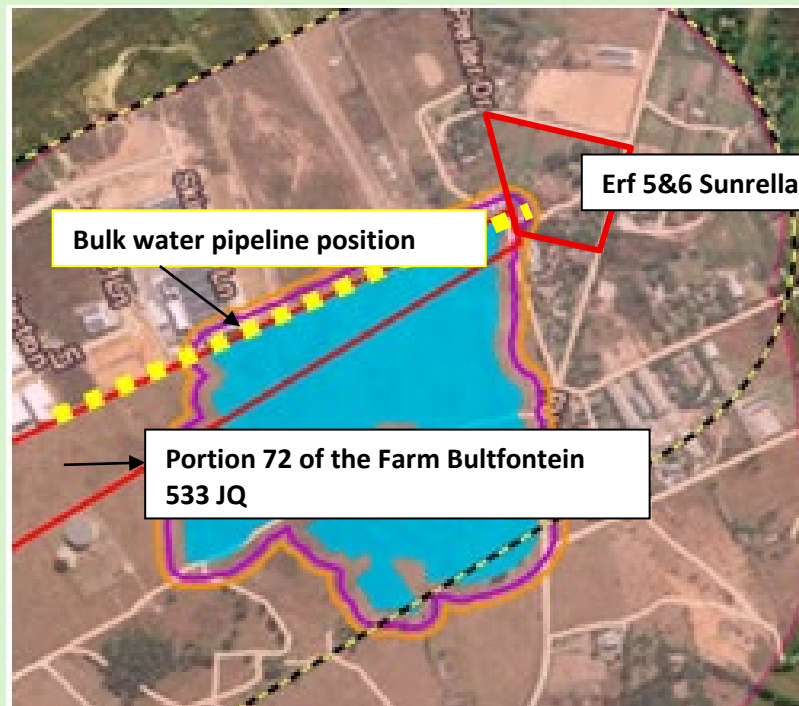 Erf 5&6 Sunrella
Bulk water pipeline position
Portion 72 of the Farm Bultfontein
533 JQ